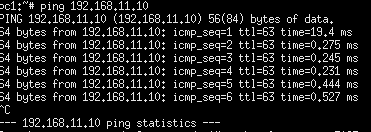 pc1:~# ping 192.168.11.10
PING 192.168.11.10 (192.168.11.10) 56(84) bytes of data.
64 bytes from 192.168.11.10: icmp_seq=1 ttl=63 time=19.4 ms
64 bytes from 192.168.11.10: icmp_seq=2 ttl=63 time=0.275 ms
64 bytes from 192.168.11.10: icmp_seq=3 ttl=63 time=0.245 ms
64 bytes from 192.168.11.10: icmp_seq=4 ttl=63 time=0.231 ms
64 bytes from 192.168.11.10: icmp_seq=5 ttl=63 time=0.444 ms
64 bytes from 192.168.11.10: icmp_seq=6 ttl=63 time=0.527 ms
^C
--- 192.168.11.10 ping statistics ---